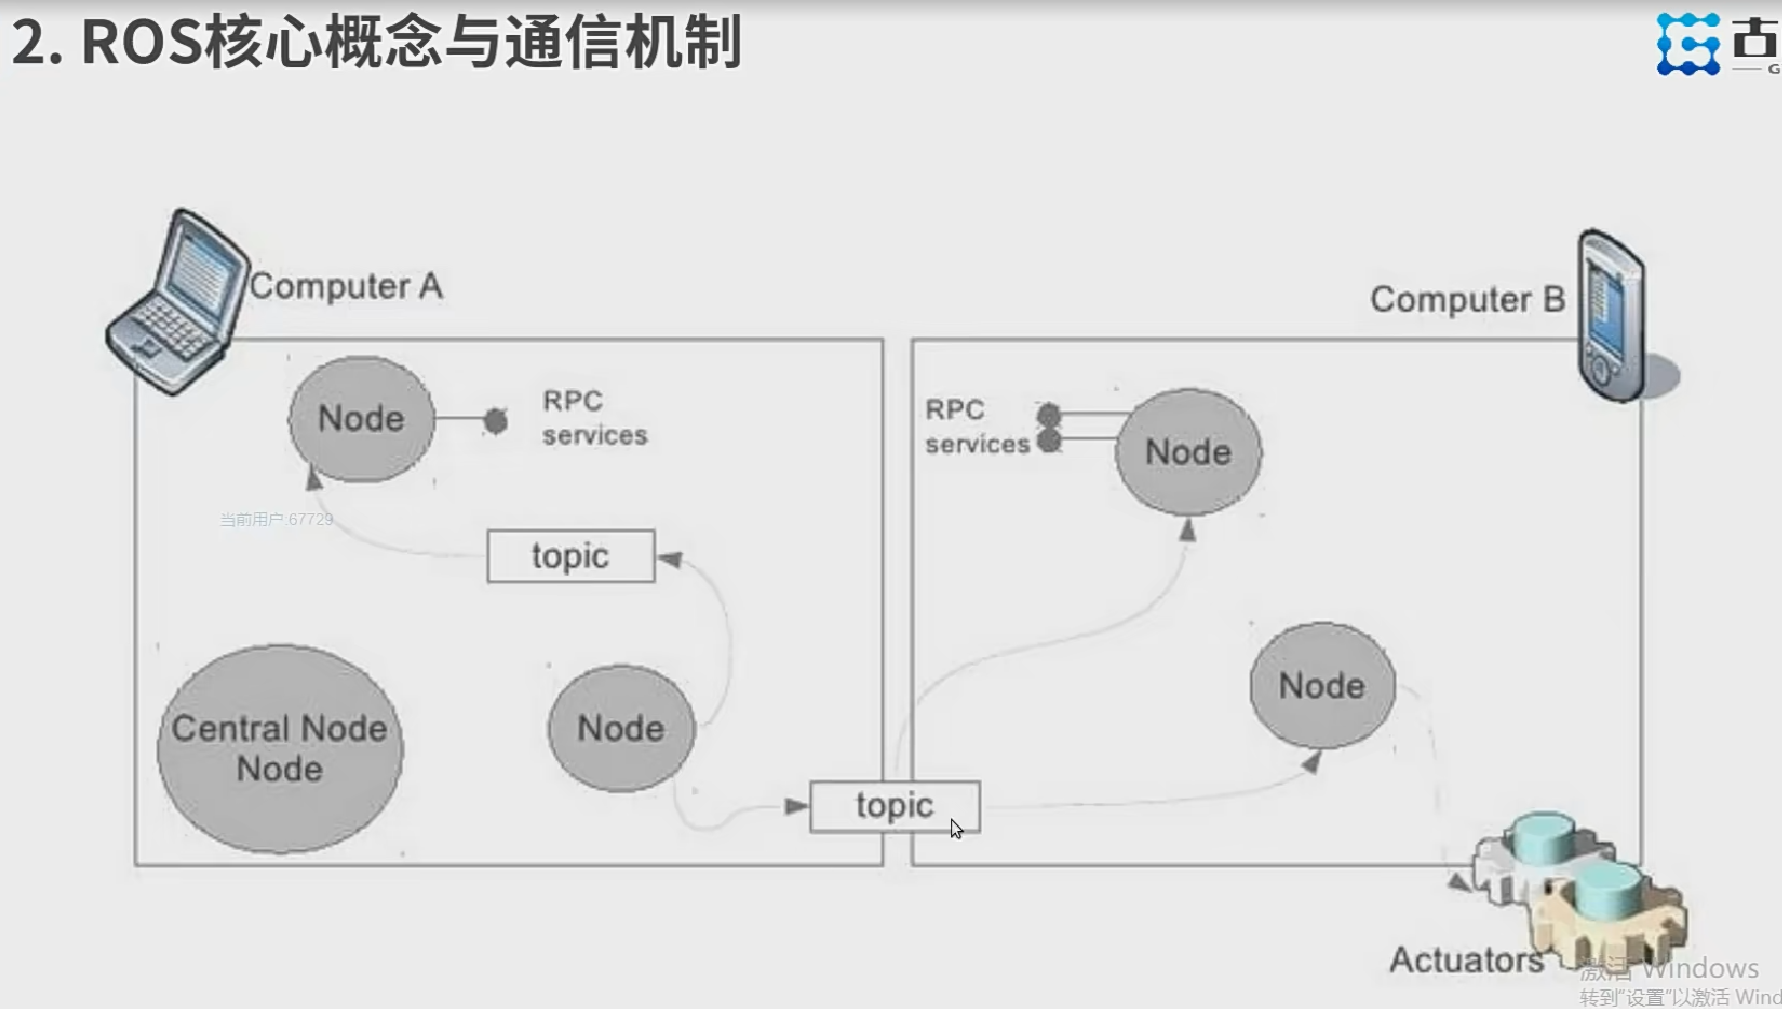 2. ROS核心概念与通信机制
古
G
Computer A
Computer B
Node
RPC
services
RPC
services
Node
当前用户:67729
topic
Node
Central Node
Node
Node
topic
Actuators
激活 Windows
转到"设置"以激活 Wind